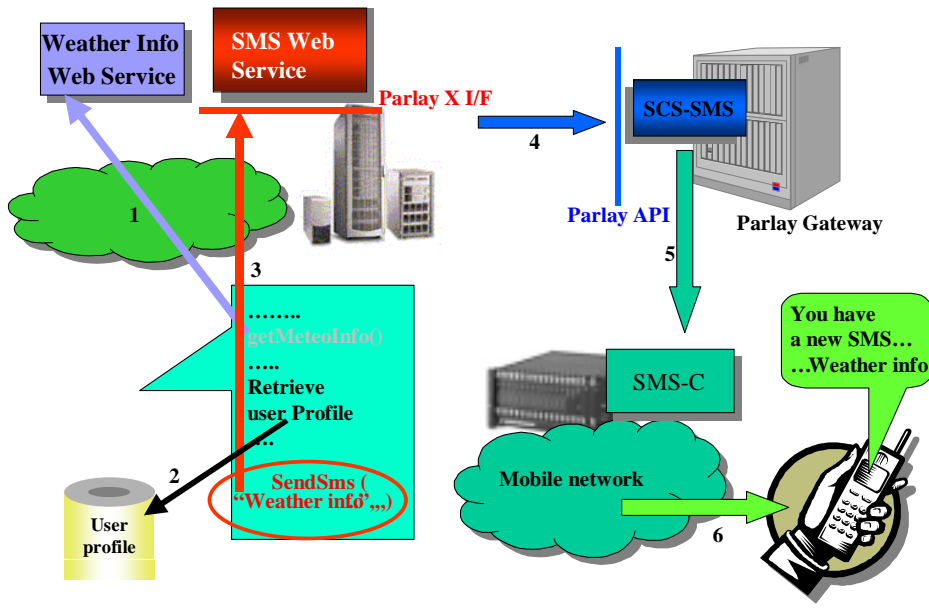 Weather Info
Web Service
SMS Web
Service
Parlay X I/F
4
SCS-SMS
Parlay API
Parlay Gateway
1
3
5
……..
getMeteoInfo()
…..
Retrieve
user Profile
….
SendSms (
“Weather info”,,,)
2
User
profile
SMS-C
Mobile network
6
You have
a new SMS…
…Weather info